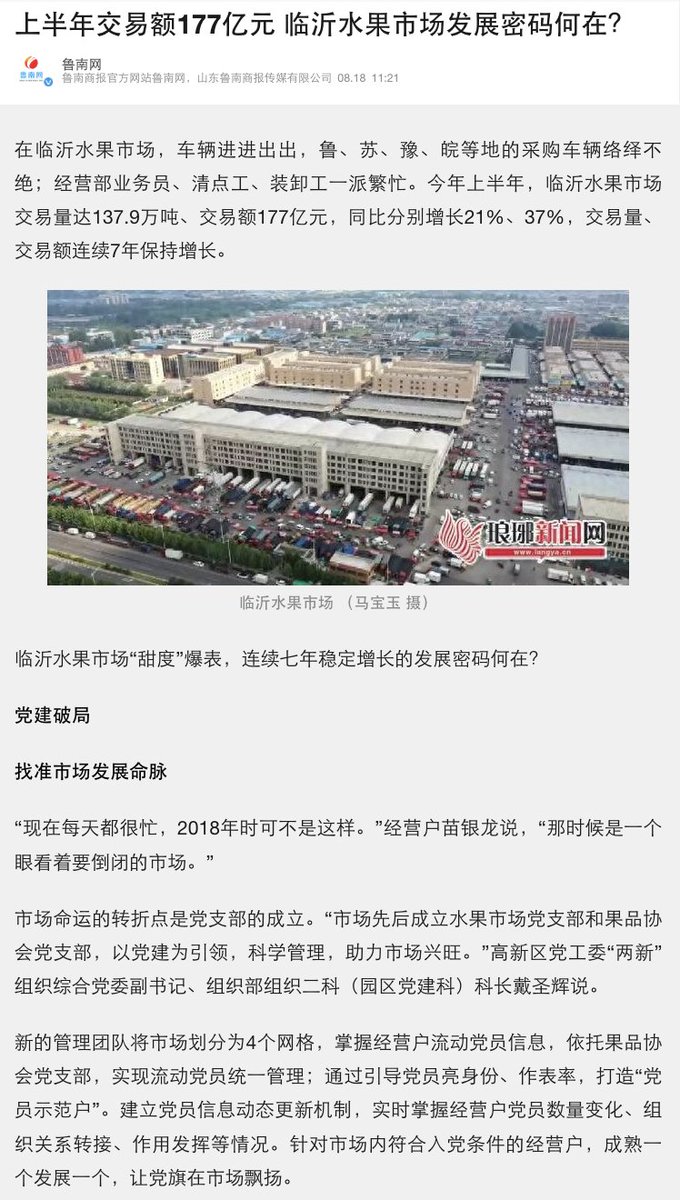 上半年交易额177亿元 临沂水果市场发展密码何在？
鲁南网
鲁南网
鲁南商报官方网站鲁南网，山东鲁南商报传媒有限公司 08.18 11:21
在临沂水果市场，车辆进进出出，鲁、苏、豫、皖等地的采购车辆络绎不
绝；经营部业务员、清点工、装卸工一派繁忙。今年上半年，临沂水果市场
交易量达137.9万吨、交易额177亿元，同比分别增长21%、37%，交易量、
交易额连续7年保持增长。
琅琊新闻网
www.langya.cn
临沂水果市场 （马宝玉 摄）
临沂水果市场“甜度”爆表，连续七年稳定增长的发展密码何在？
党建破局
找准市场发展命脉
“现在每天都很忙，2018年时可不是这样。”经营户苗银龙说，“那时候是一个
眼看着要倒闭的市场。”
市场命运的转折点是党支部的成立。“市场先后成立水果市场党支部和果品协
会党支部，以党建为引领，科学管理，助力市场兴旺。”高新区党工委“两新”
组织综合党委副书记、组织部组织二科（园区党建科）科长戴圣辉说。
新的管理团队将市场划分为4个网格，掌握经营户流动党员信息，依托果品协
会党支部，实现流动党员统一管理；通过引导党员亮身份、作表率，打造“党
员示范户”。建立党员信息动态更新机制，实时掌握经营户党员数量变化、组
织关系转接、作用发挥等情况。针对市场内符合入党条件的经营户，成熟一
个发展一个，让党旗在市场飘扬。